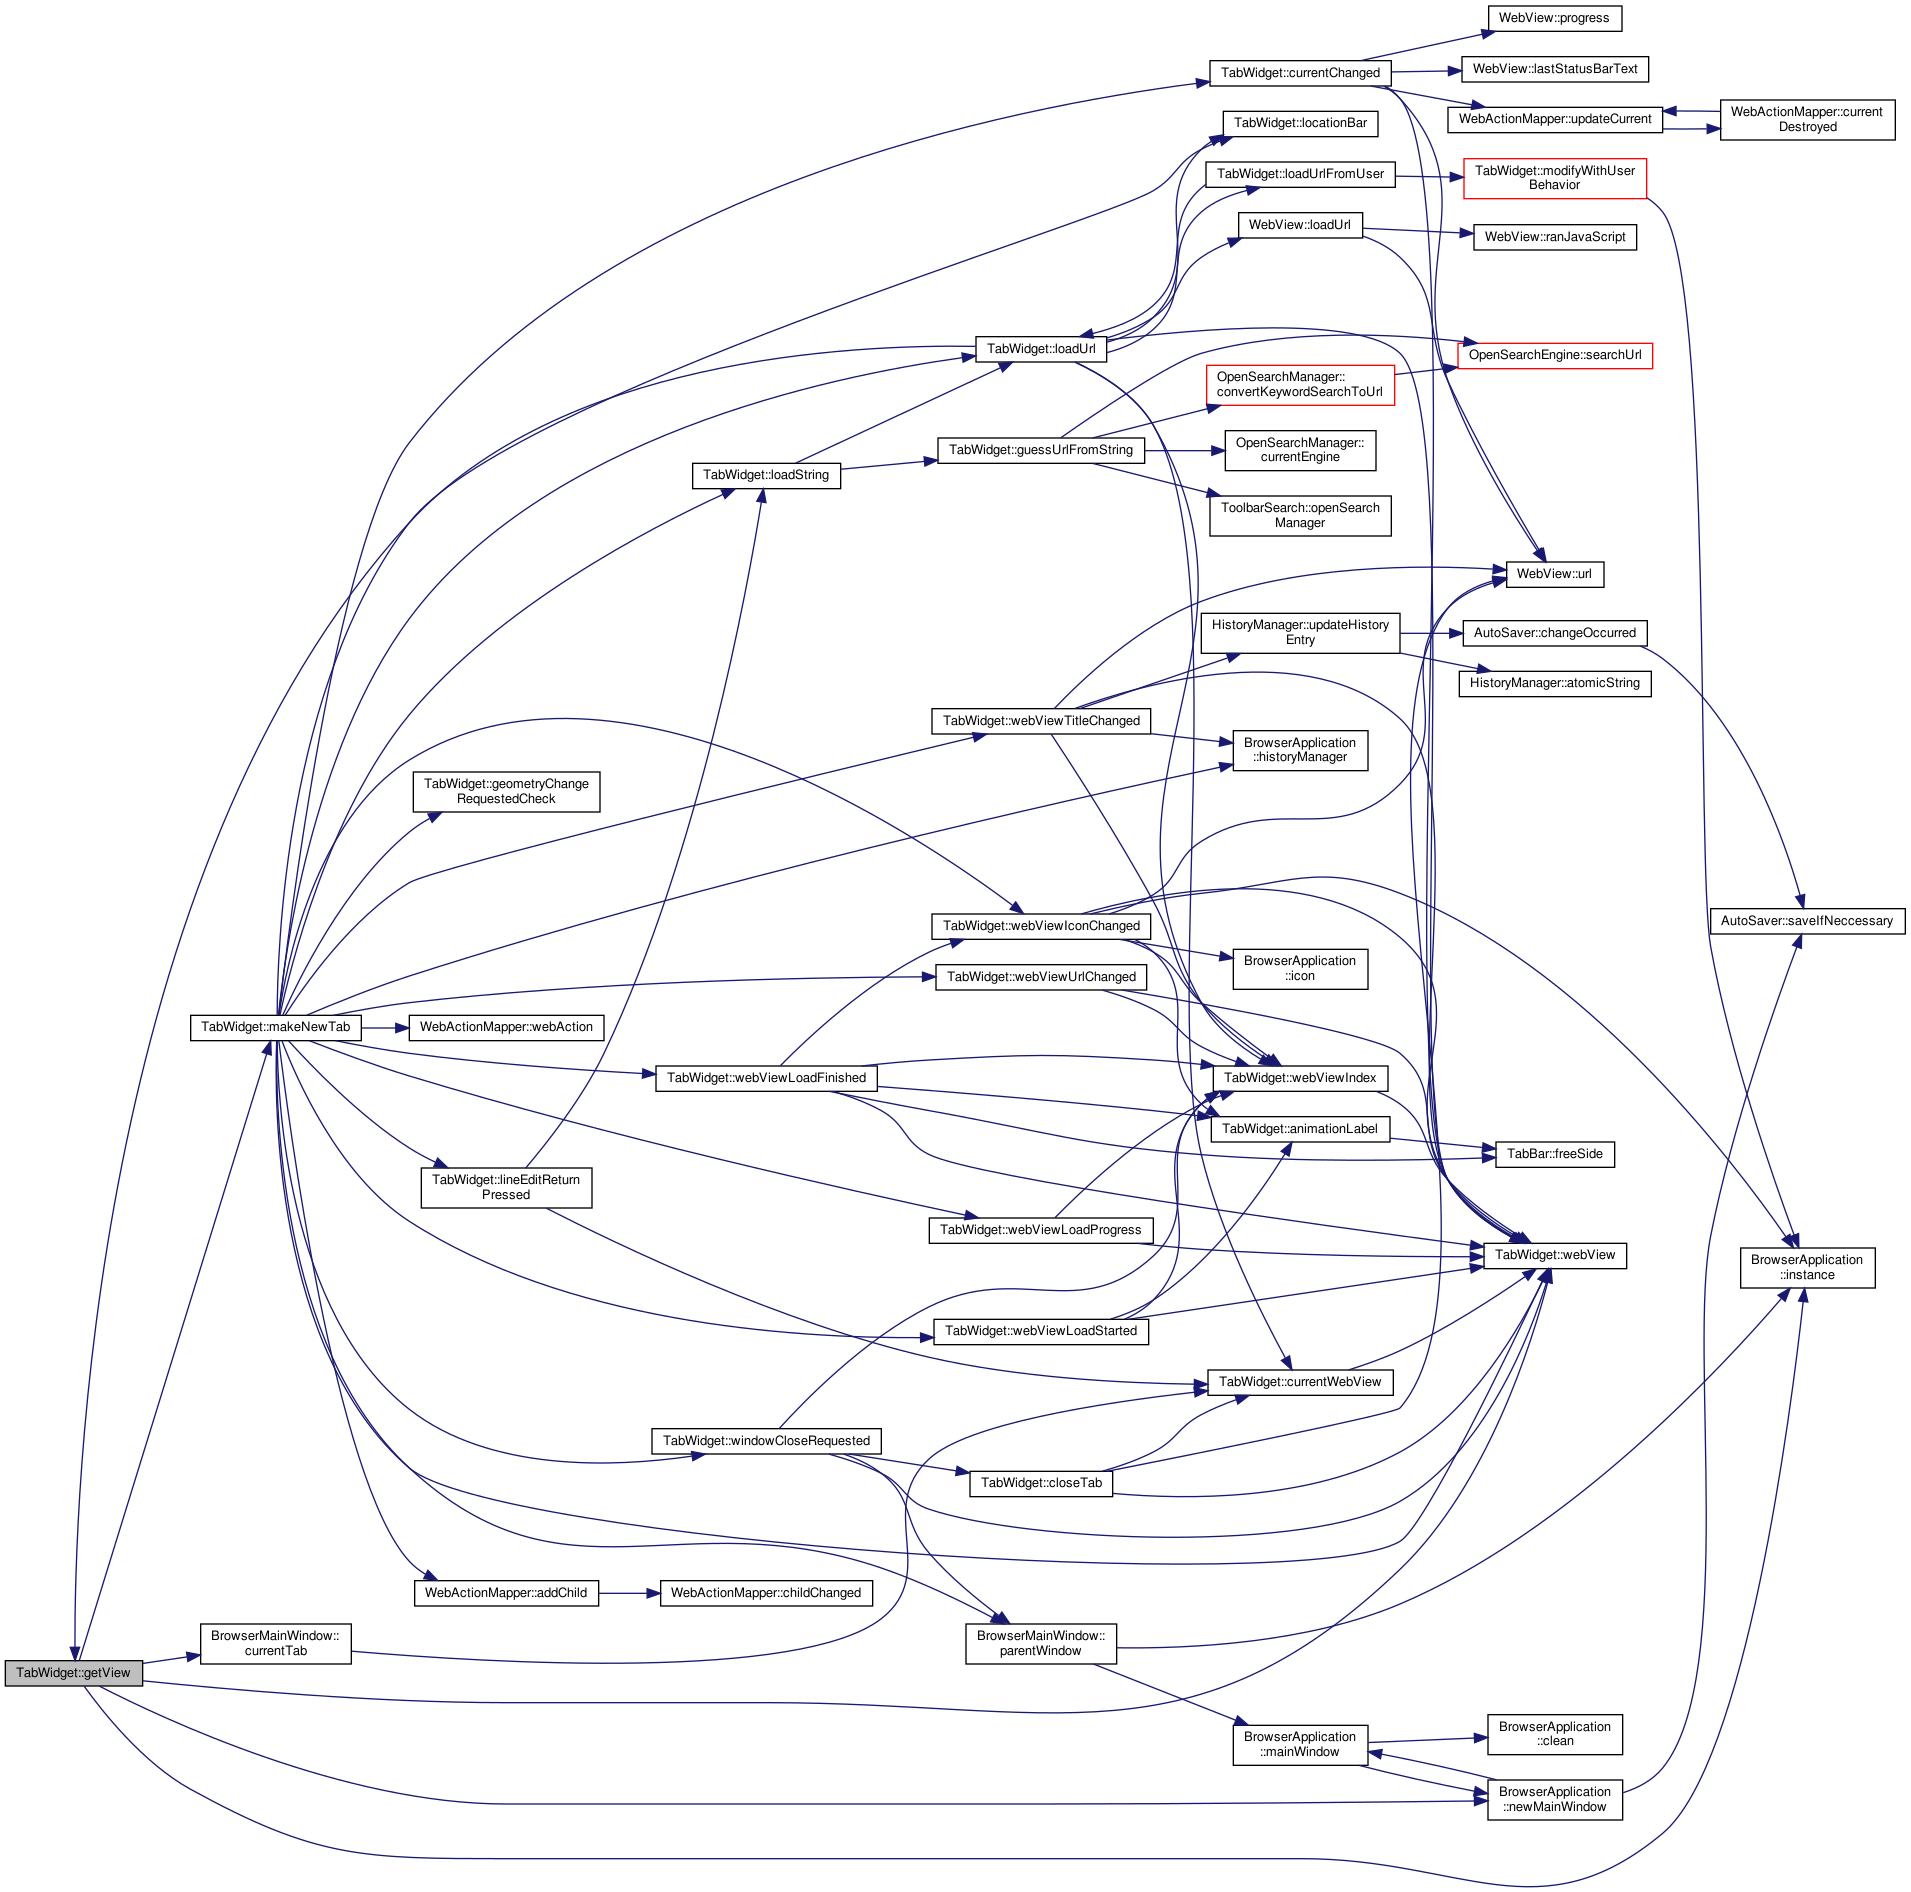 WebView::progress
TabWidget::currentChanged
WebView::lastStatusBarText
WebActionMapper::updateCurrent
WebActionMapper::current
Destroyed
TabWidget::locationBar
TabWidget::loadUrlFromUser
TabWidget::modifyWithUser
Behavior
WebView::loadUrl
WebView::ranJavaScript
TabWidget::loadUrl
OpenSearchEngine::searchUrl
OpenSearchManager::
convertKeywordSearchToUrl
TabWidget::guessUrlFromString
OpenSearchManager::
currentEngine
TabWidget::loadString
ToolbarSearch::openSearch
Manager
WebView::url
HistoryManager::updateHistory
Entry
AutoSaver::changeOccurred
HistoryManager::atomicString
TabWidget::webViewTitleChanged
BrowserApplication
::historyManager
TabWidget::geometryChange
RequestedCheck
TabWidget::webViewIconChanged
AutoSaver::saveIfNeccessary
BrowserApplication
::icon
TabWidget::webViewUrlChanged
TabWidget::makeNewTab
WebActionMapper::webAction
TabWidget::webViewLoadFinished
TabWidget::webViewIndex
TabWidget::animationLabel
TabBar::freeSide
TabWidget::lineEditReturn
Pressed
TabWidget::webViewLoadProgress
TabWidget::webView
BrowserApplication
::instance
TabWidget::webViewLoadStarted
TabWidget::currentWebView
TabWidget::windowCloseRequested
TabWidget::closeTab
WebActionMapper::addChild
WebActionMapper::childChanged
BrowserMainWindow::
currentTab
BrowserMainWindow::
parentWindow
TabWidget::getView
BrowserApplication
::mainWindow
BrowserApplication
::clean
BrowserApplication
::newMainWindow